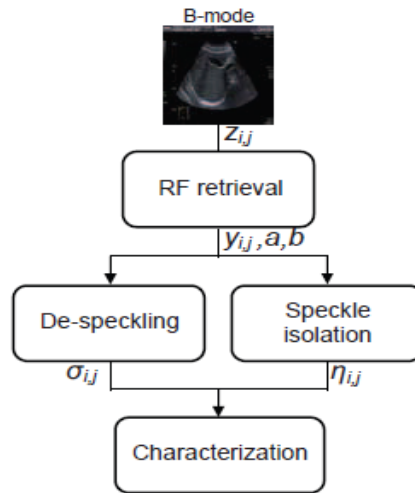 B-mode
z_{i,j}
RF retrieval
y_{i,j} ,a,b
De-speckling
Speckle
isolation
σ_{i,j}
η_{i,j}
Characterization